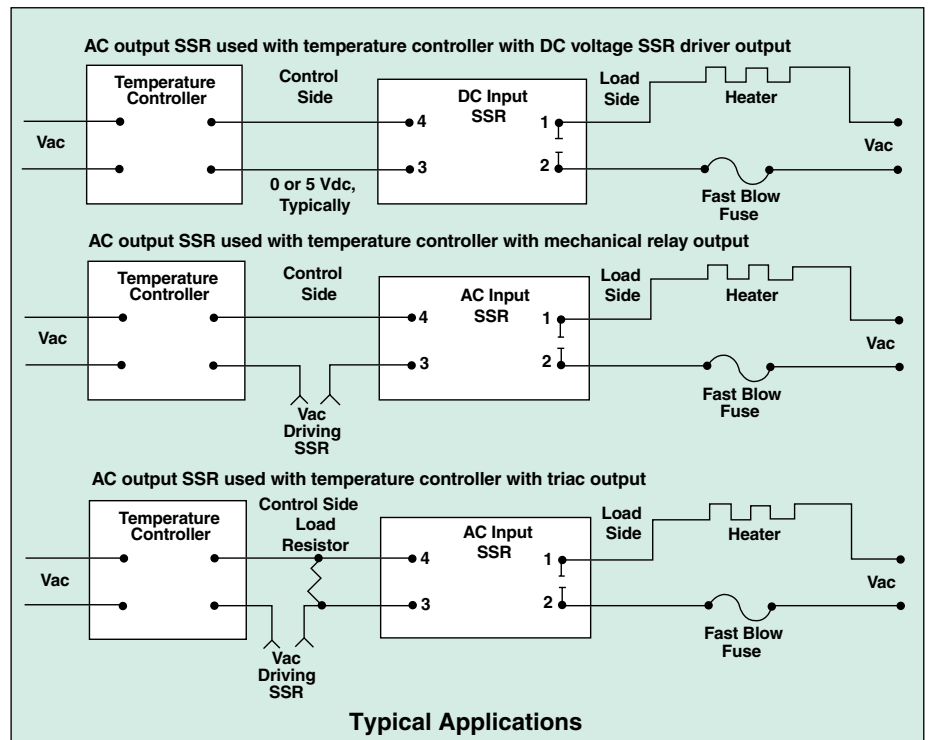 AC output SSR used with temperature controller with DC voltage SSR driver output
Temperature
Controller
Control
Side
DC Input
SSR
Load
Side
Heater
4
1
Vac
Vac
3
2
0 or 5 Vdc,
Typically
Fast Blow
Fuse
AC output SSR used with temperature controller with mechanical relay output
Temperature
Controller
Control
Side
AC Input
SSR
Load
Side
Heater
4
1
Vac
Vac
3
2
Vac
Driving
SSR
Fast Blow
Fuse
AC output SSR used with temperature controller with triac output
Temperature
Controller
Control Side
Load
Resistor
AC Input
SSR
Load
Side
Heater
4
1
Vac
Vac
3
2
Vac
Driving
SSR
Fast Blow
Fuse
Typical Applications